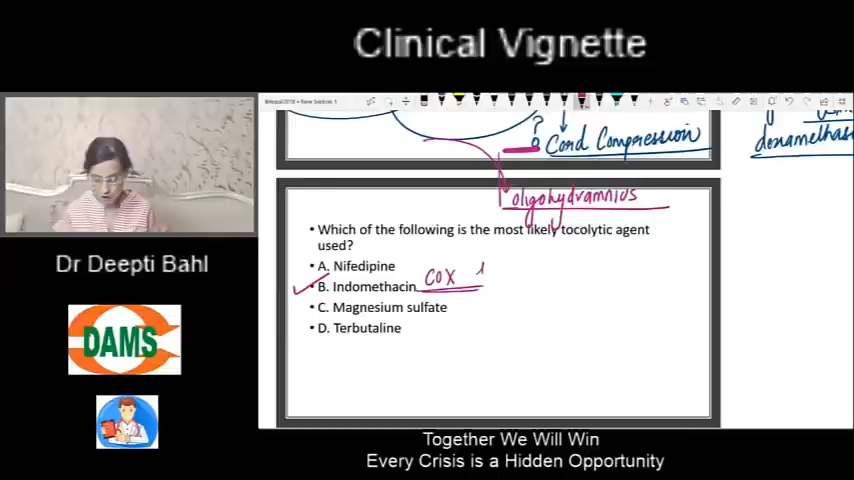 Clinical Vignette
Cord Compression
oligohydramnios
• Which of the following is the most likely tocolytic agent
used?
• A. Nifedipine
• B. Indomethacin COX
• C. Magnesium sulfate
• D. Terbutaline
Dr Deepti Bahl
DAMS
Together We Will Win
Every Crisis is a Hidden Opportunity